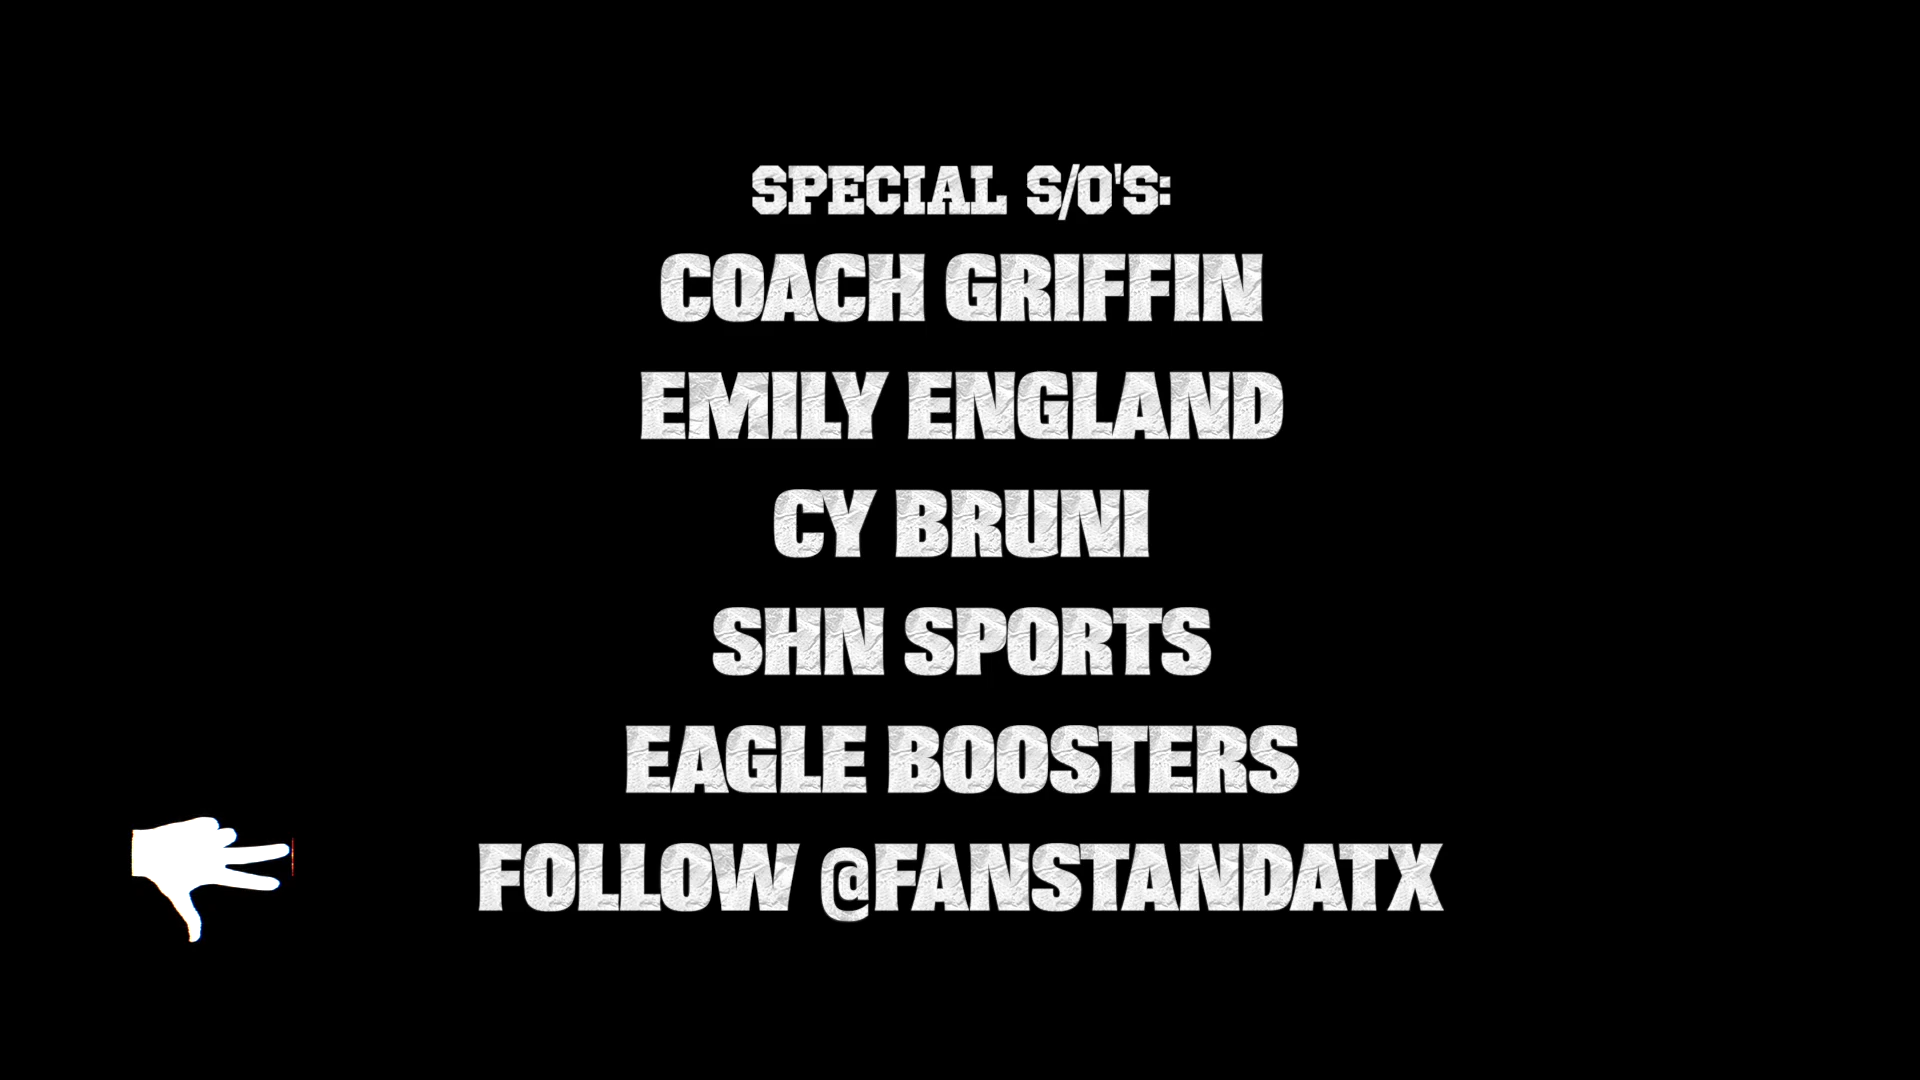 SPECIAL S/O'S:
COACH GRIFFIN
EMILY ENGLAND
CY BRUNI
SHN SPORTS
EAGLE BOOSTERS
FOLLOW @FANSTANDATX